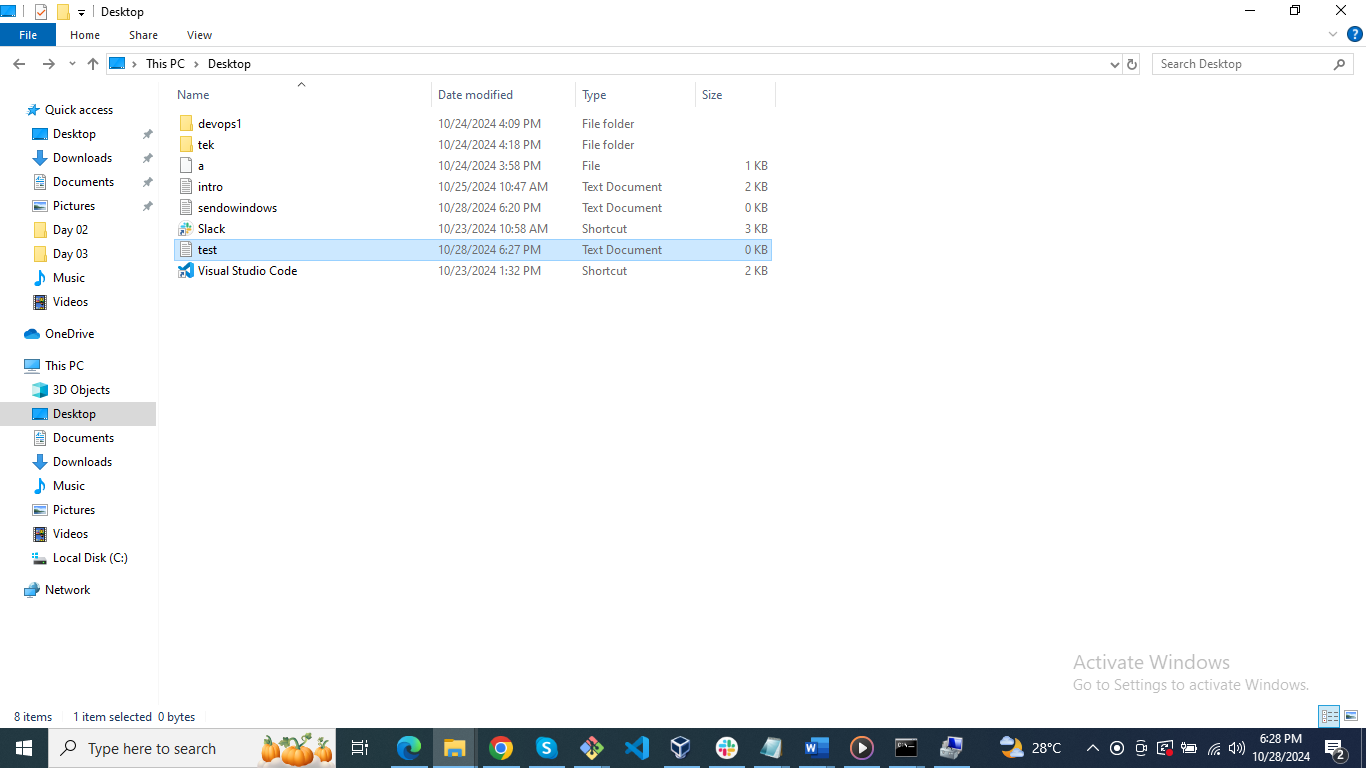 Desktop
File Home Share View
This PC > Desktop
Search Desktop
Name Date modified Type Size
Quick access
Desktop
Downloads
Documents
Pictures
Day 02
Day 03
Music
Videos
OneDrive
This PC
3D Objects
Desktop
Documents
Downloads
Music
Pictures
Videos
Local Disk (C:)
Network
devops1 10/24/2024 4:09 PM File folder
tek 10/24/2024 4:18 PM File folder
a 10/24/2024 3:58 PM File 1 KB
intro 10/25/2024 10:47 AM Text Document 2 KB
sendowindows 10/28/2024 6:20 PM Text Document 0 KB
Slack 10/23/2024 10:58 AM Shortcut 3 KB
test 10/28/2024 6:27 PM Text Document 0 KB
Visual Studio Code 10/23/2024 1:32 PM Shortcut 2 KB
Activate Windows
Go to Settings to activate Windows.
8 items 1 item selected 0 bytes
Type here to search
28°C
6:28 PM
10/28/2024
2